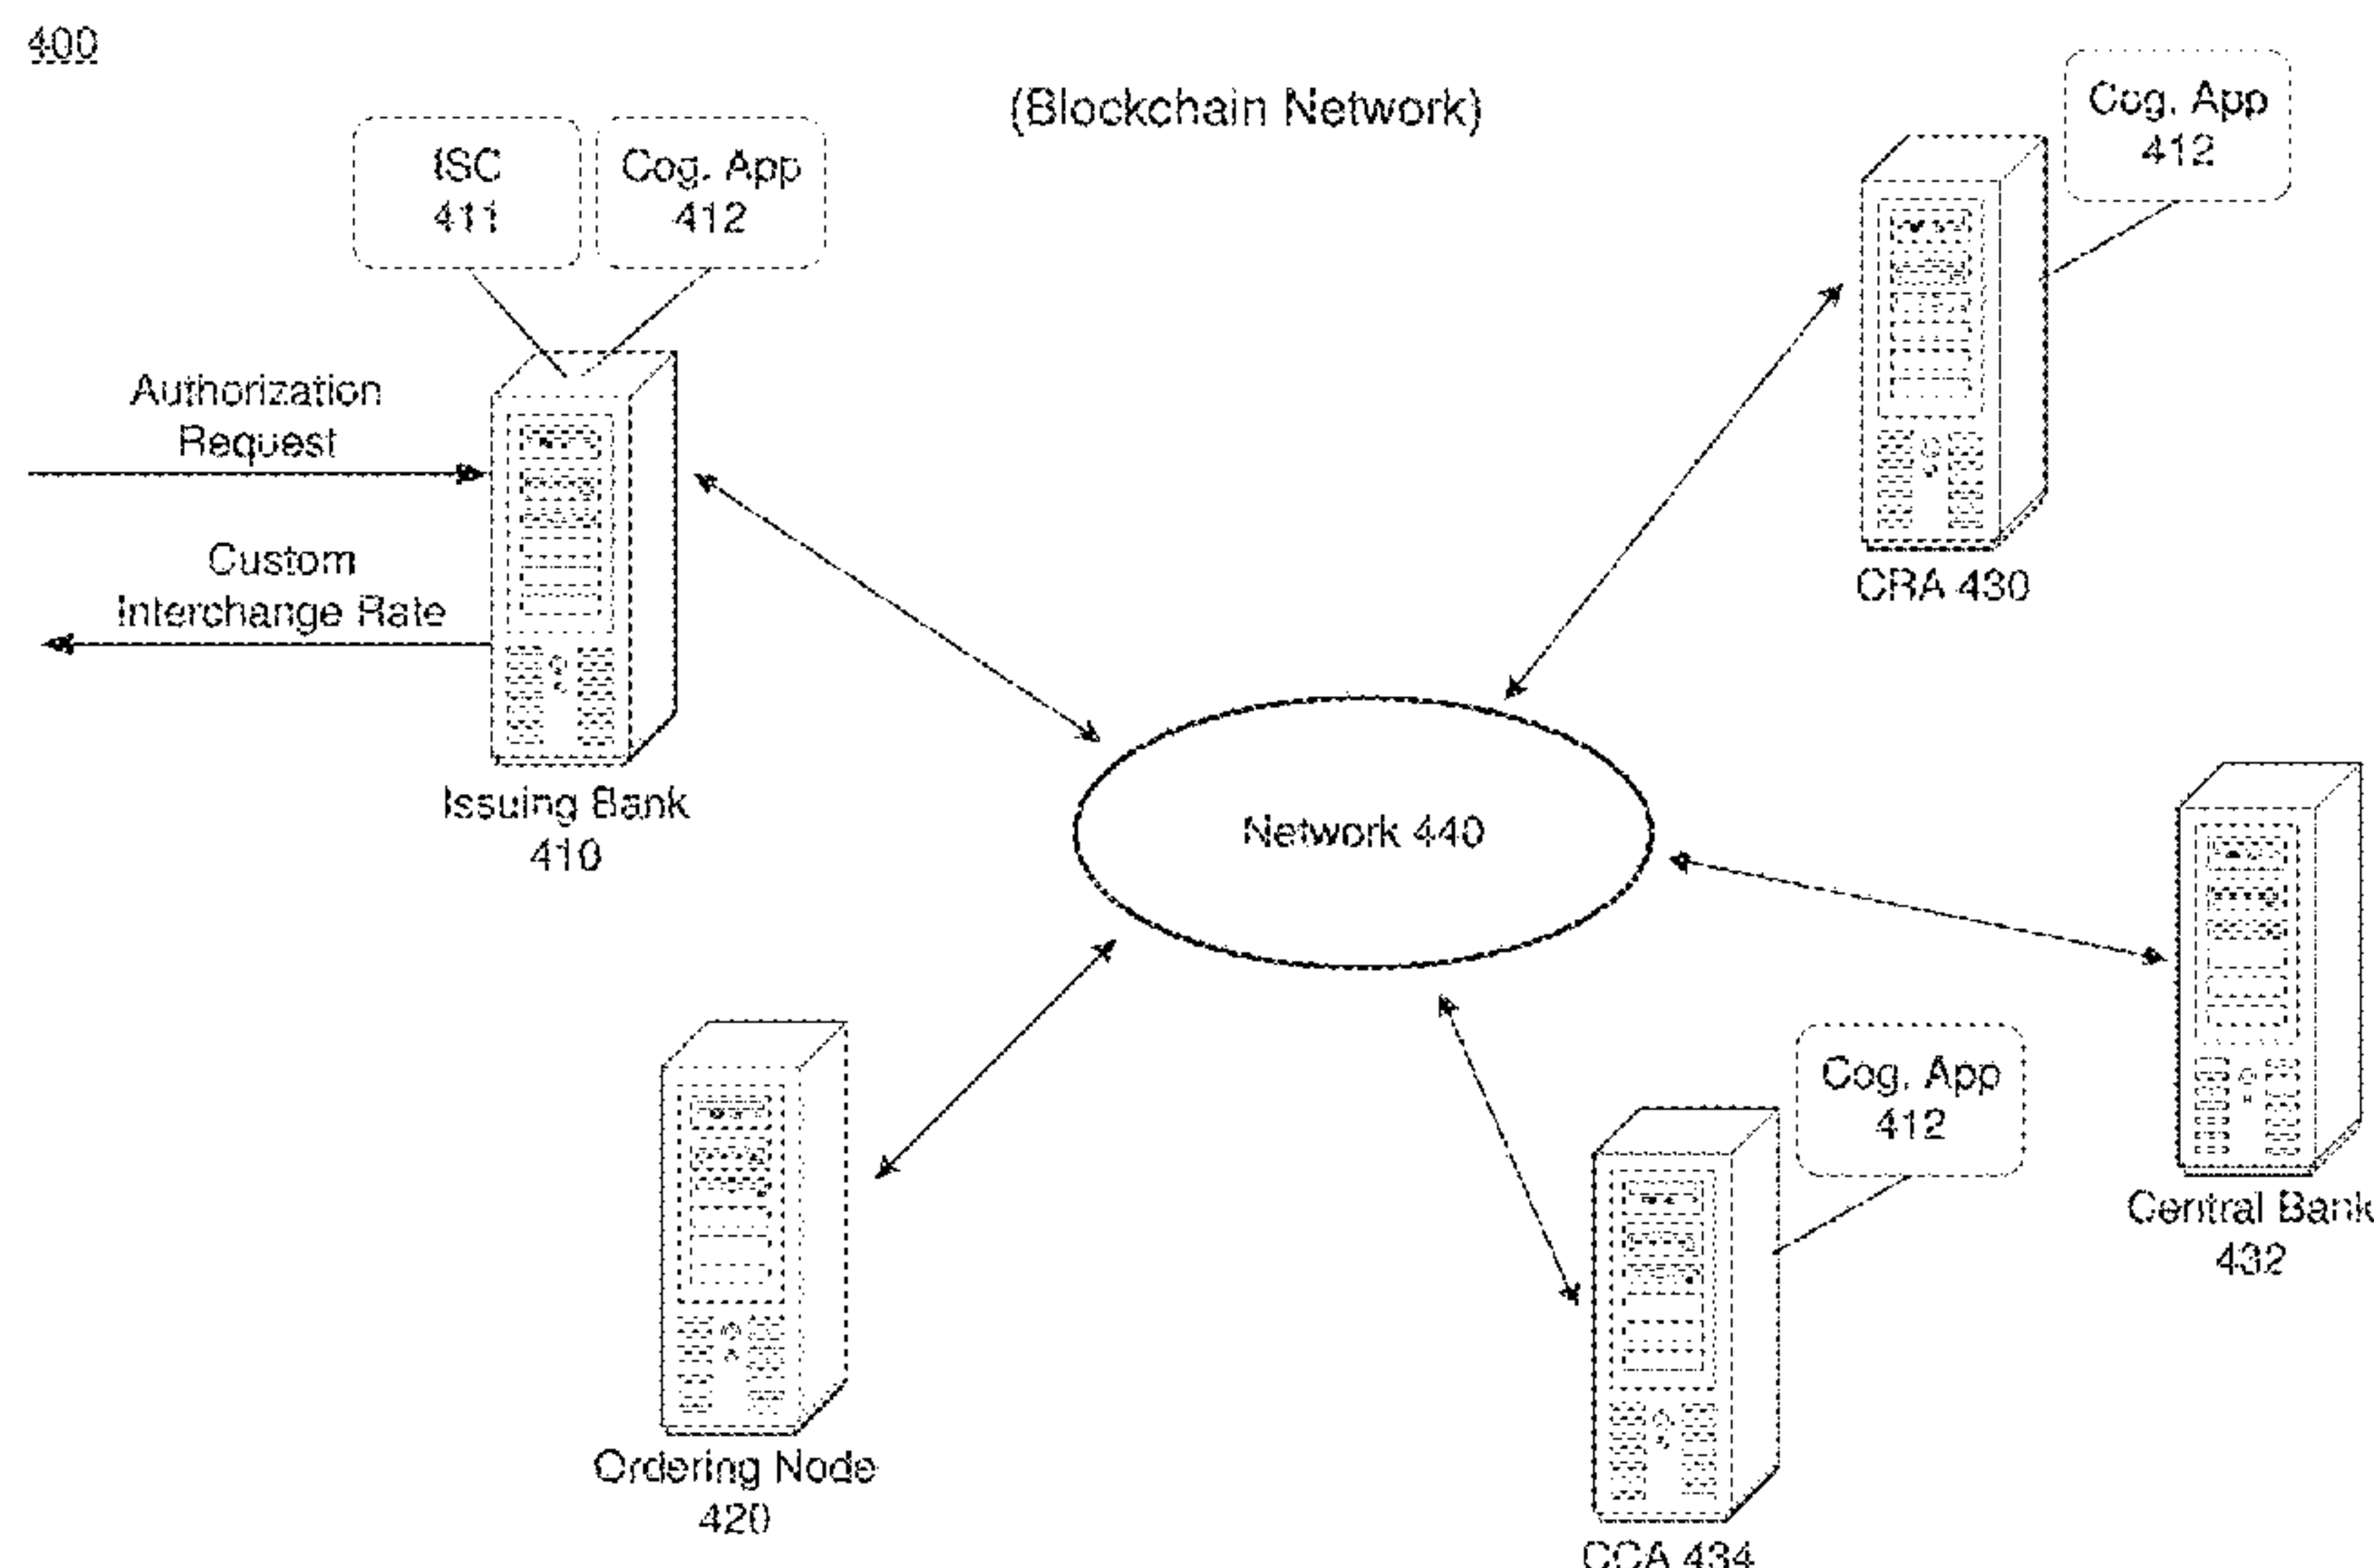 400
(Blockchain Network)
ISC
411
Cog. App
412
Cog. App
412
Authorization
Request
Custom
Interchange Rate
Issuing Bank
410
CRA 430
Network 440
Cog. App
412
Central Bank
432
Ordering Node
420
CCA 434